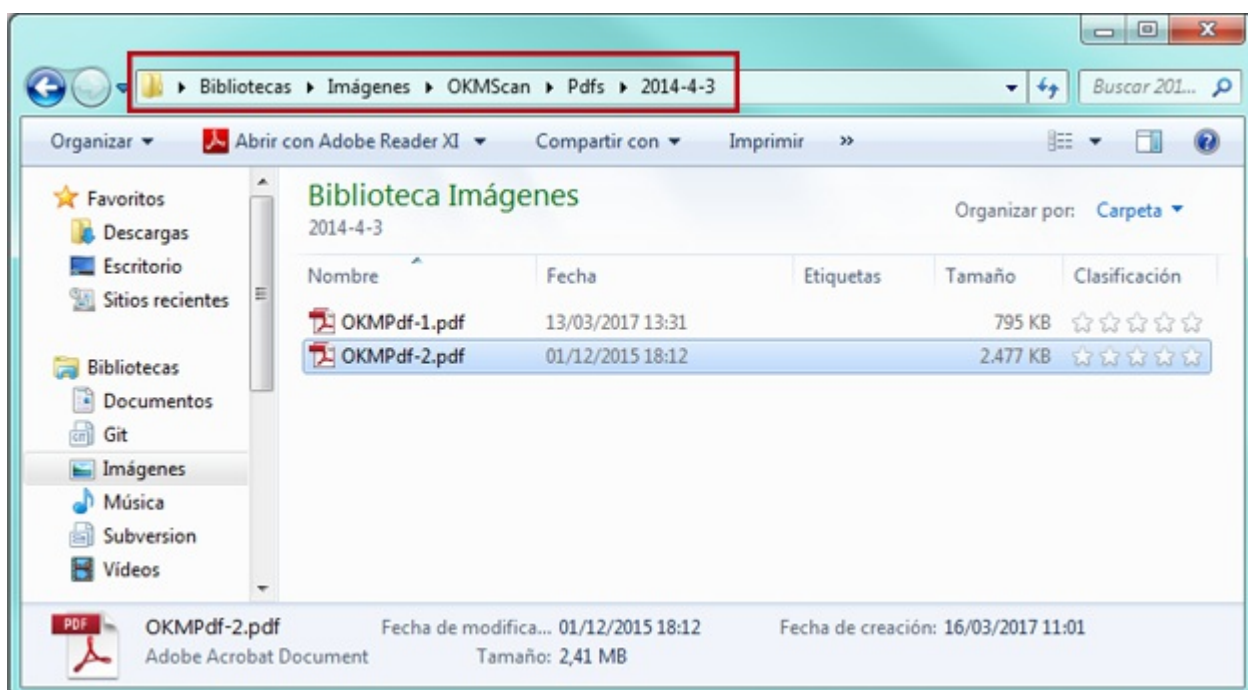 Bibliotecas Imágenes OKMScan Pdfs 2014-4-3 Buscar 201...
Organizar Abrir con Adobe Reader XI Compartir con Imprimir »
Favoritos
Descargas
Escritorio
Sitios recientes
Bibliotecas
Documentos
Git
Imágenes
Música
Subversion
Vídeos
Biblioteca Imágenes
2014-4-3
Organizar por: Carpeta
Nombre Fecha Etiquetas Tamaño Clasificación
OKMPdf-1.pdf 13/03/2017 13:31 795 KB
OKMPdf-2.pdf 01/12/2015 18:12 2.477 KB
PDF
OKMPdf-2.pdf Fecha de modifica... 01/12/2015 18:12 Fecha de creación: 16/03/2017 11:01
Adobe Acrobat Document Tamaño: 2,41 MB